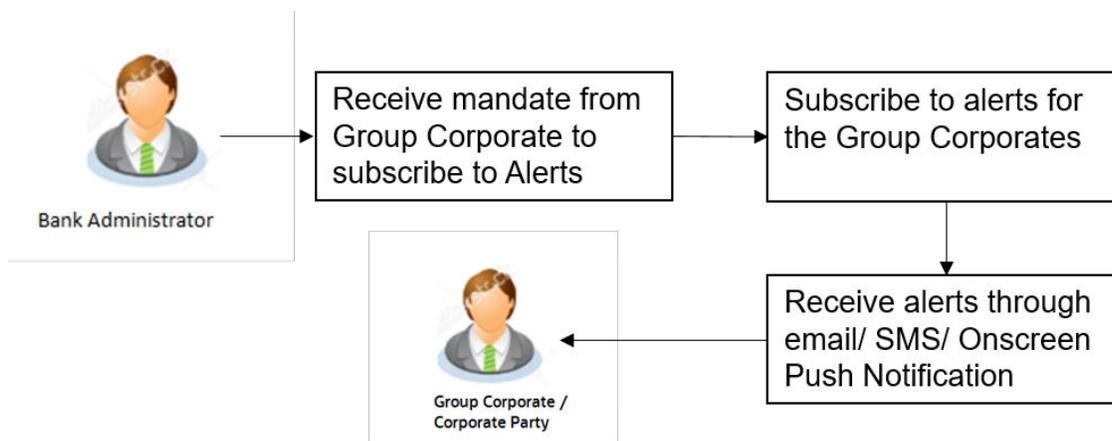 Bank Administrator
Receive mandate from
Group Corporate to
subscribe to Alerts
Subscribe to alerts for
the Group Corporates
Receive alerts through
email/ SMS/ Onscreen
Push Notification
Group Corporate /
Corporate Party